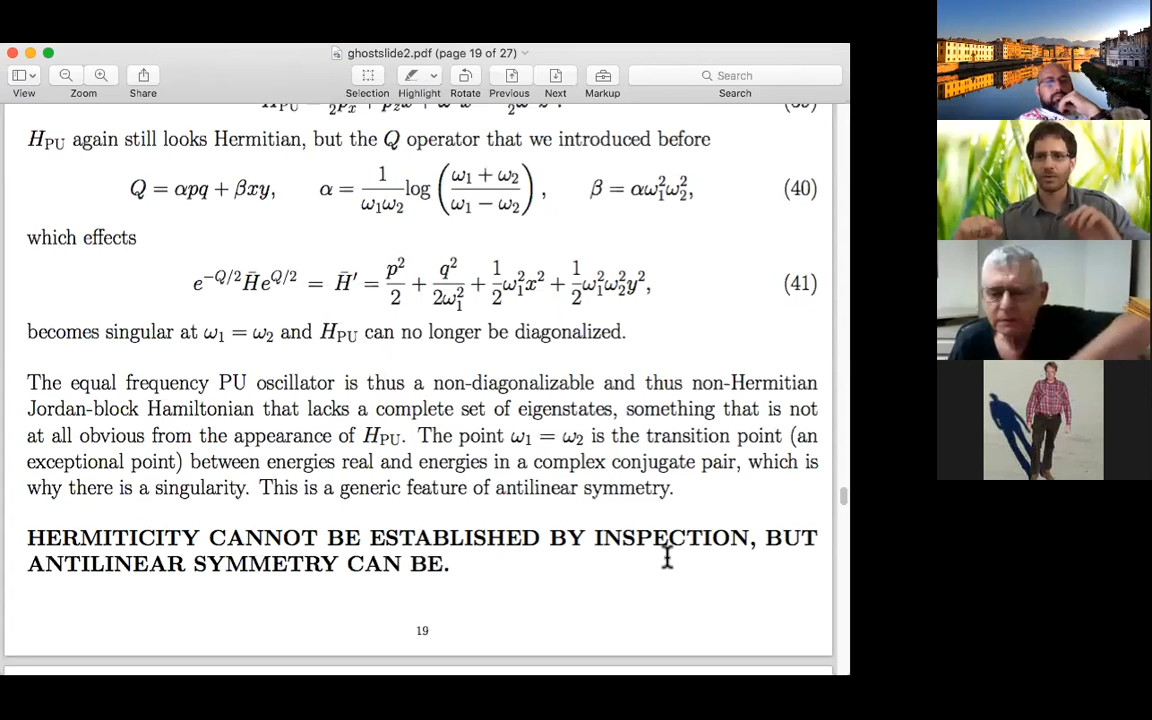 ghostslide2.pdf (page 19 of 27)
View Zoom Share Selection Highlight Rotate Previous Next Markup Search
Search
H_PU again still looks Hermitian, but the Q operator that we introduced before
Q = αpq + βxy, α = 1/(ω₁ω₂) log((ω₁ + ω₂)/(ω₁ − ω₂)), β = αω₁²ω₂², (40)
which effects
e^{−Q/2}H̄e^{Q/2} = H̄′ = p²/2 + q²/(2ω₁²) + 1/2 ω₁²x² + 1/2 ω₁²ω₂²y², (41)
becomes singular at ω₁ = ω₂ and H_PU can no longer be diagonalized.
The equal frequency PU oscillator is thus a non-diagonalizable and thus non-Hermitian
Jordan-block Hamiltonian that lacks a complete set of eigenstates, something that is not
at all obvious from the appearance of H_PU. The point ω₁ = ω₂ is the transition point (an
exceptional point) between energies real and energies in a complex conjugate pair, which is
why there is a singularity. This is a generic feature of antilinear symmetry.
HERMITICITY CANNOT BE ESTABLISHED BY INSPECTION, BUT
ANTILINEAR SYMMETRY CAN BE.
19